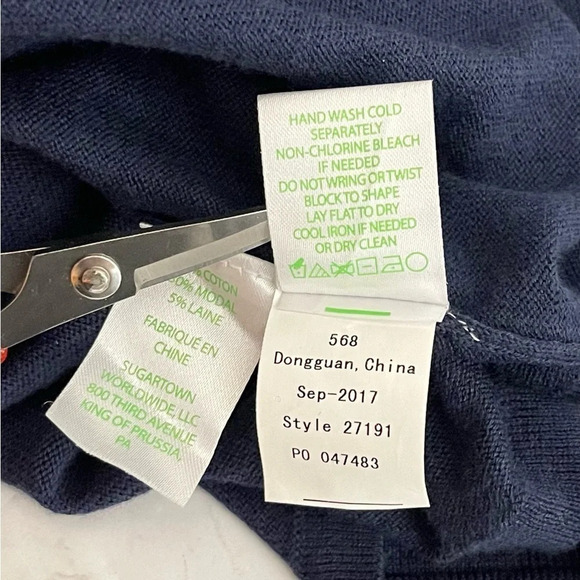 HAND WASH COLD
SEPARATELY
NON-CHLORINE BLEACH
IF NEEDED
DO NOT WRING OR TWIST
BLOCK TO SHAPE
LAY FLAT TO DRY
COOL IRON IF NEEDED
OR DRY CLEAN
COTON
MODAL
5% LAINE
FABRIQUÉ EN
CHINE
SUGARTOWN
WORLDWIDE, LLC
800 THIRD AVENUE
KING OF PRUSSIA,
PA
568
Dongguan, China
Sep-2017
Style 27191
PO 047483